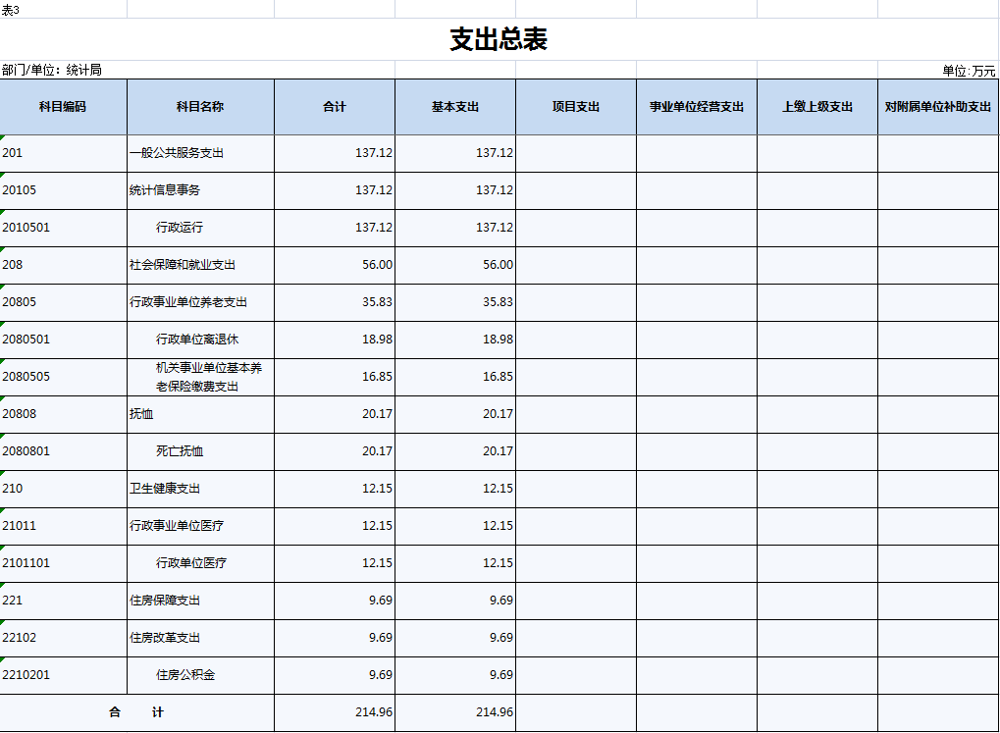 表3
支出总表
部门/单位：统计局 单位:万元
科目编码 科目名称 合计 基本支出 项目支出 事业单位经营支出 上缴上级支出 对附属单位补助支出
201 一般公共服务支出 137.12 137.12
20105 统计信息事务 137.12 137.12
2010501 行政运行 137.12 137.12
208 社会保障和就业支出 56.00 56.00
20805 行政事业单位养老支出 35.83 35.83
2080501 行政单位离退休 18.98 18.98
2080505 机关事业单位基本养 16.85 16.85
老保险缴费支出
20808 抚恤 20.17 20.17
2080801 死亡抚恤 20.17 20.17
210 卫生健康支出 12.15 12.15
21011 行政事业单位医疗 12.15 12.15
2101101 行政单位医疗 12.15 12.15
221 住房保障支出 9.69 9.69
22102 住房改革支出 9.69 9.69
2210201 住房公积金 9.69 9.69
合 计 214.96 214.96